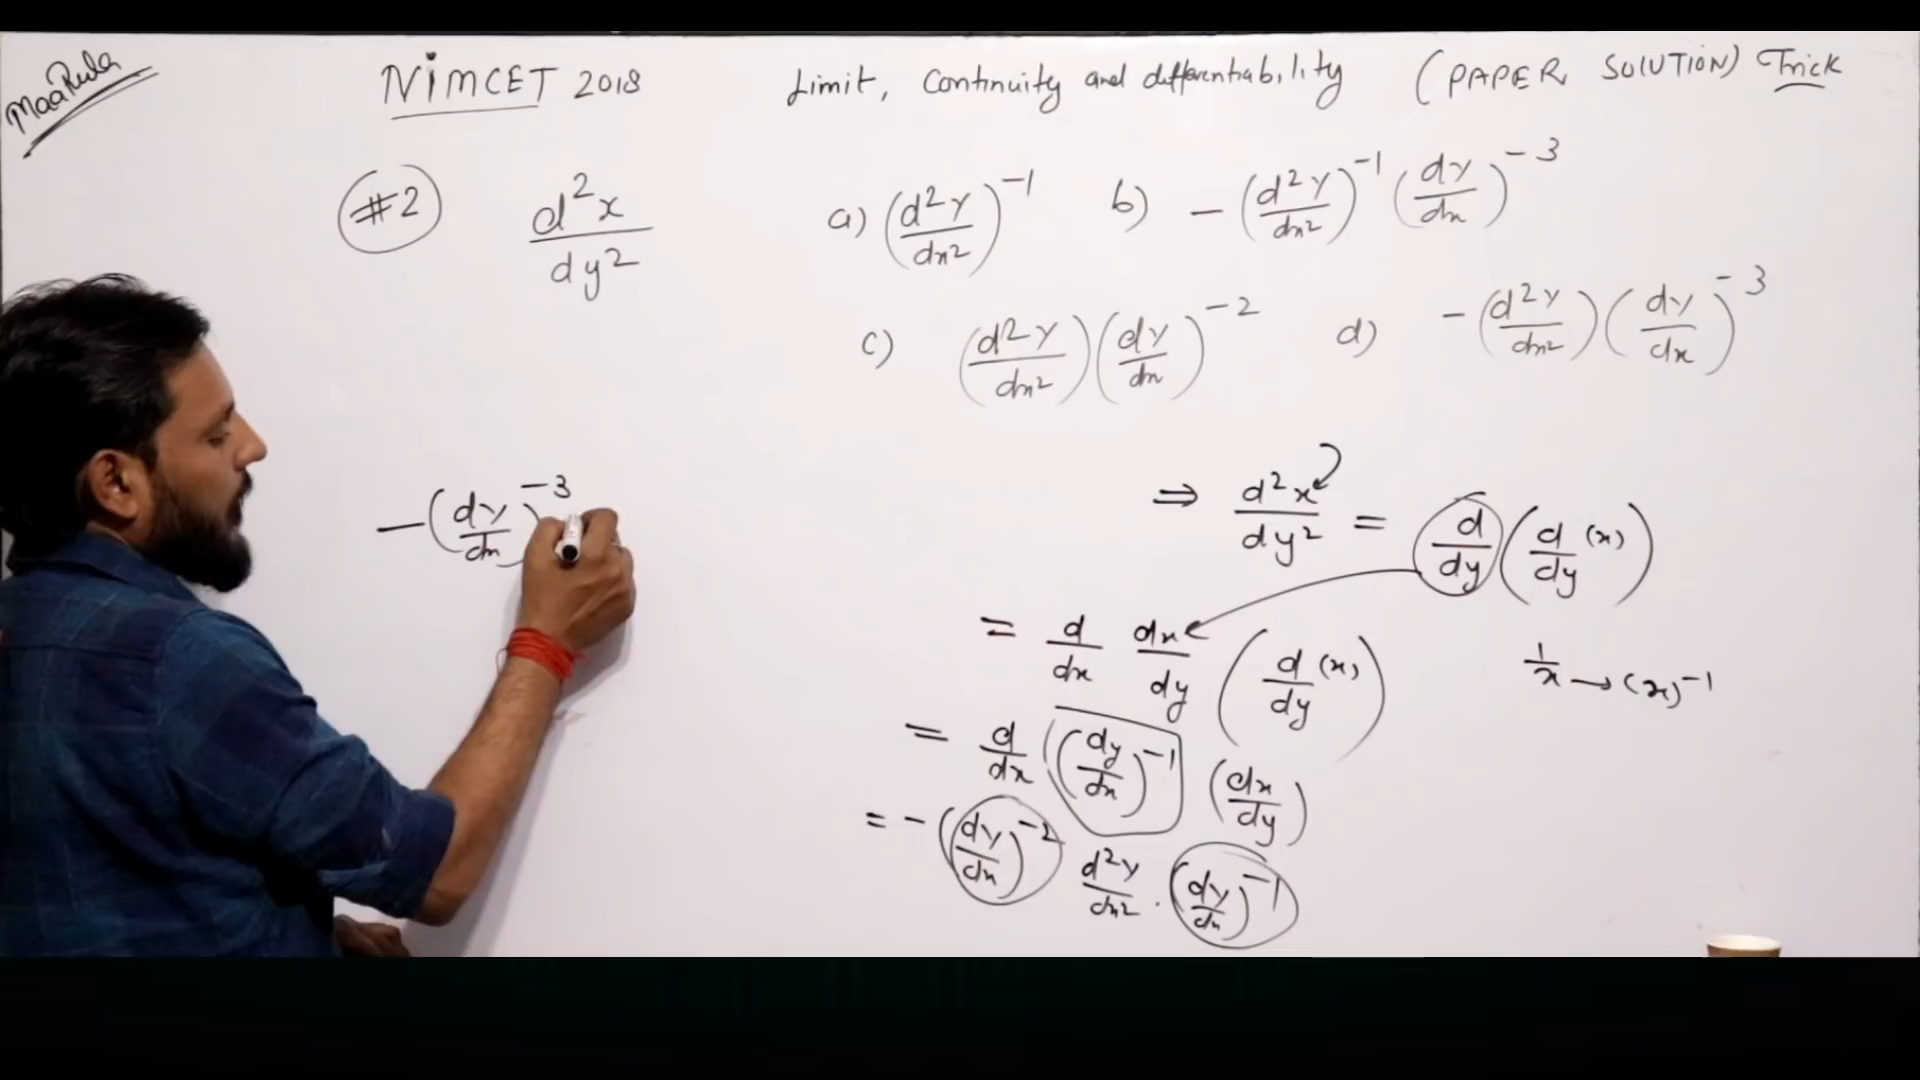 Maa Rula
NIMCET 2018 Limit, Continuity and differentiability (PAPER SOLUTION) Trick
#2 d²x/dy² a) (d²y/dx²)⁻¹ b) -(d²y/dx²)⁻¹ (dy/dx)⁻³
c) (d²y/dx²)(dy/dx)⁻² d) -(d²y/dx²)(dy/dx)⁻³
⇒ d²x/dy² = d/dy (d/dy (x))
-(dy/dx)⁻³
= d/dx dx/dy (d/dy (x)) 1/x → (x)⁻¹
= d/dx (dy/dx)⁻¹ (dx/dy)
= -(dy/dx)⁻² d²y/dx² · (dy/dx)⁻¹